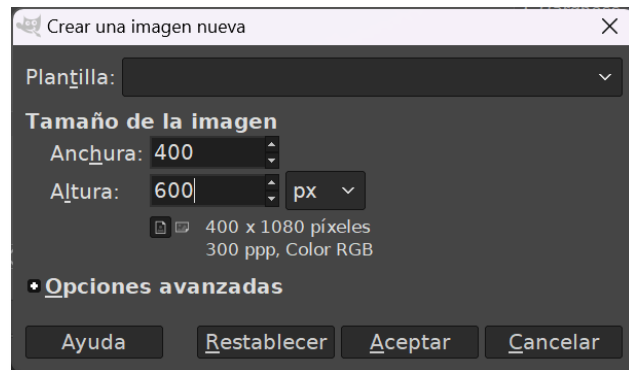 Crear una imagen nueva
Plantilla:
Tamaño de la imagen
Anchura: 400
Altura: 600 px
400 x 1080 píxeles
300 ppp, Color RGB
Opciones avanzadas
Ayuda Restablecer Aceptar Cancelar